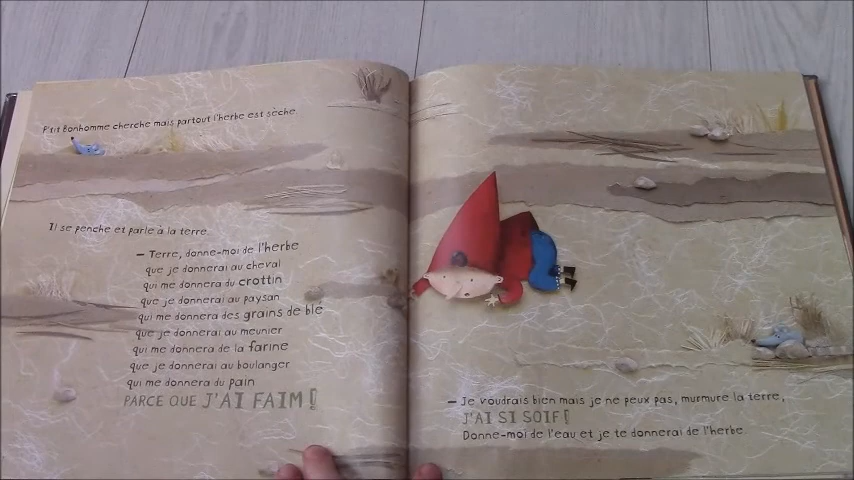 P'tit Bonhomme cherche mais partout l'herbe est sèche.
Il se penche et parle à la terre
— Terre, donne-moi de l'herbe
que je donnerai au cheval
qui me donnera du crottin
que je donnerai au paysan
qui me donnera des grains de blé
que je donnerai au meunier
qui me donnera de la farine
que je donnerai au boulanger
qui me donnera du pain
PARCE QUE J'AI FAIM !
— Je voudrais bien mais je ne peux pas, murmure la terre,
J'AI SI SOIF !
Donne-moi de l'eau et je te donnerai de l'herbe.